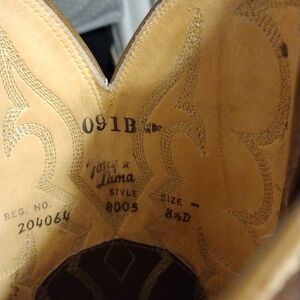 091B
Tony
Lama
STYLE
8005
REG. NO.
204064
SIZE
8½D